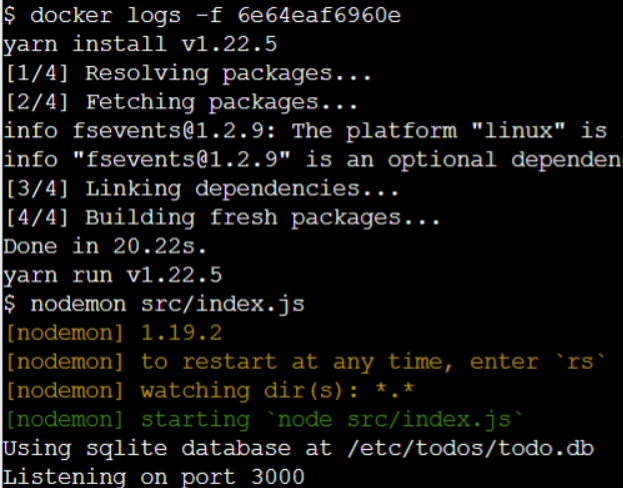 $ docker logs -f 6e64eaf6960e
yarn install v1.22.5
[1/4] Resolving packages...
[2/4] Fetching packages...
info fsevents@1.2.9: The platform "linux" is
info "fsevents@1.2.9" is an optional dependen
[3/4] Linking dependencies...
[4/4] Building fresh packages...
Done in 20.22s.
yarn run v1.22.5
$ nodemon src/index.js
[nodemon] 1.19.2
[nodemon] to restart at any time, enter `rs`
[nodemon] watching dir(s): *.*
[nodemon] starting `node src/index.js`
Using sqlite database at /etc/todos/todo.db
Listening on port 3000